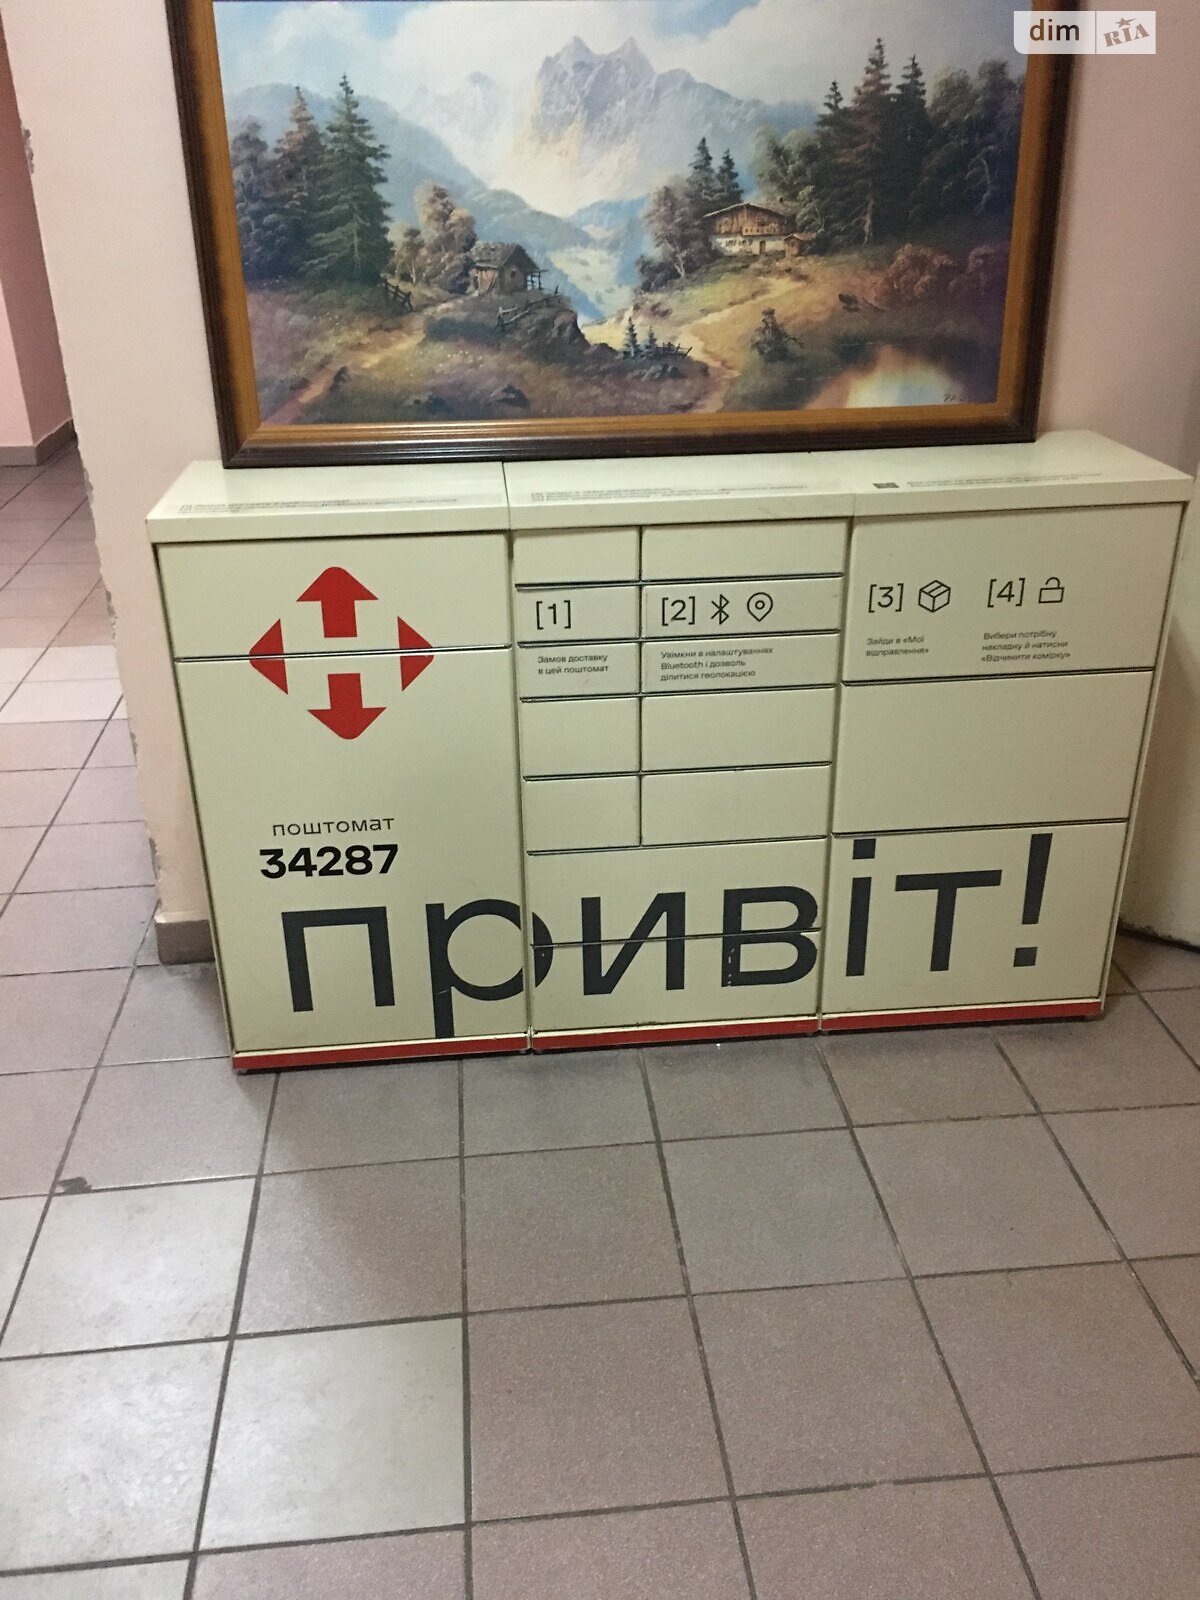 dim RIA
PAL
[1]
[2]
[3]
[4]
Замов доставку
в цей поштомат
Увімкни в налаштуваннях
Bluetooth і дозволь
ділитися геолокацією
Зайди в «Мої
відправлення»
Вибери потрібну
накладну й натисни
«Відчинити комірку»
поштомат
34287
привіт!